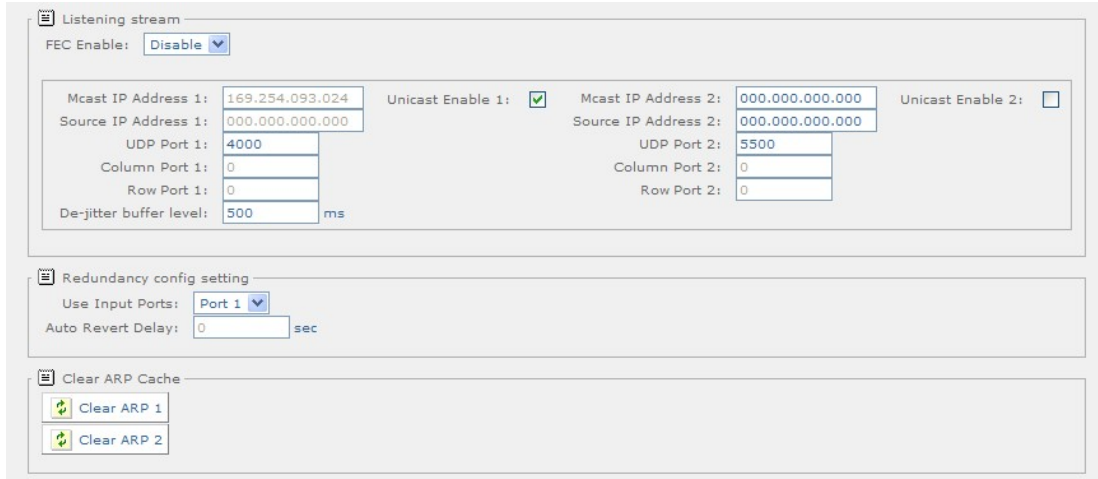 Listening stream
FEC Enable: Disable
Mcast IP Address 1: 169.254.093.024 Unicast Enable 1: Mcast IP Address 2: 000.000.000.000 Unicast Enable 2:
Source IP Address 1: 000.000.000.000 Source IP Address 2: 000.000.000.000
UDP Port 1: 4000 UDP Port 2: 5500
Column Port 1: 0 Column Port 2: 0
Row Port 1: 0 Row Port 2: 0
De-jitter buffer level: 500 ms
Redundancy config setting
Use Input Ports: Port 1
Auto Revert Delay: 0 sec
Clear ARP Cache
Clear ARP 1
Clear ARP 2